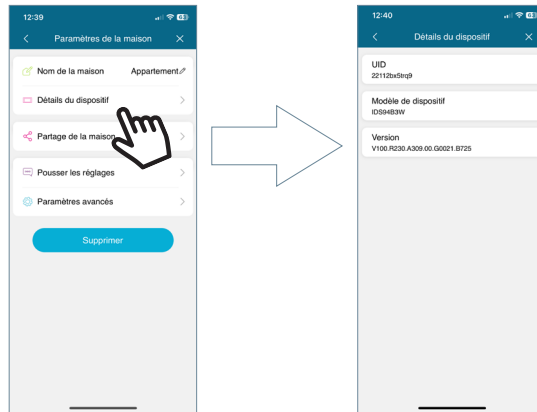 12:39
Paramètres de la maison
Nom de la maison Appartement
Détails du dispositif
Partage de la maison
Pousser les réglages
Paramètres avancés
Supprimer
12:40
Détails du dispositif
UID
22112bx5trq9
Modèle de dispositif
IDS94B3W
Version
V100.R230.A309.00.G0021.B725